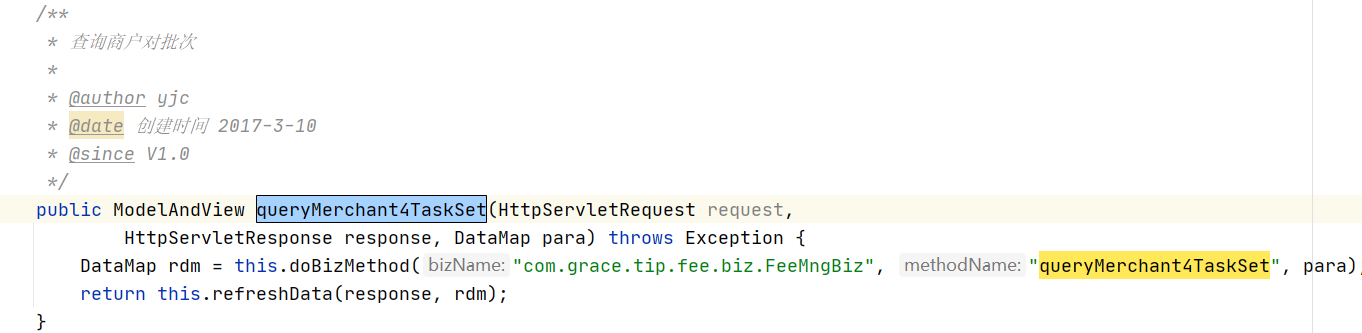 /**
 * 查询商户对批次
 *
 * @author yjc
 * @date 创建时间 2017-3-10
 * @since V1.0
 */
public ModelAndView queryMerchant4TaskSet(HttpServletRequest request,
        HttpServletResponse response, DataMap para) throws Exception {
    DataMap rdm = this.doBizMethod( bizName: "com.grace.tip.fee.biz.FeeMngBiz", methodName: "queryMerchant4TaskSet", para)
    return this.refreshData(response, rdm);
}